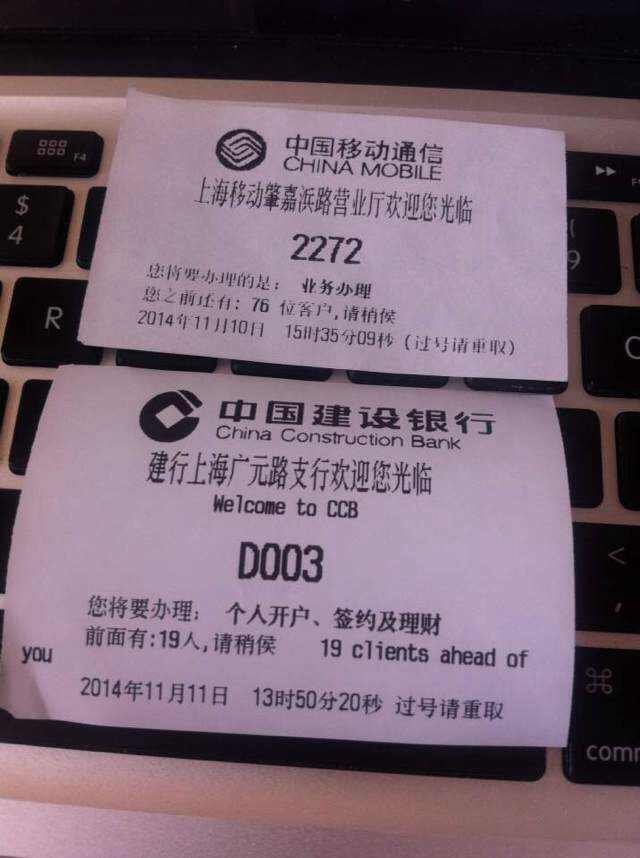 中国移动通信
CHINA MOBILE
上海移动肇嘉浜路营业厅欢迎您光临
2272
您将要办理的是: 业务办理
您之前还有: 76 位客户,请稍侯
2014年11月10日 15时35分09秒 (过号请重取)
中国建设银行
China Construction Bank
建行上海广元路支行欢迎您光临
Welcome to CCB
D003
您将要办理: 个人开户、签约及理财
前面有:19人,请稍侯 19 clients ahead of
you
2014年11月11日 13时50分20秒 过号请重取
F4
$
4
R
9
<
,
⌘
comm